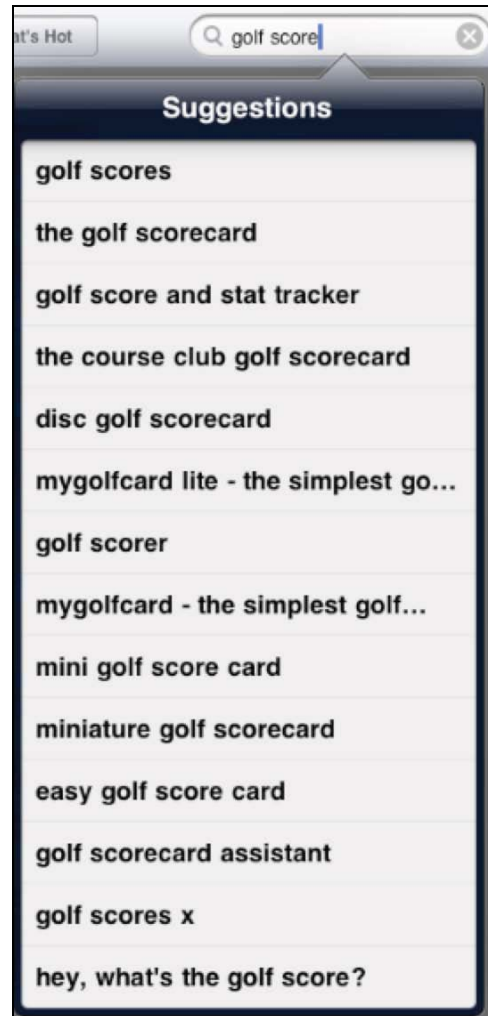 at's Hot
golf score
Suggestions
golf scores
the golf scorecard
golf score and stat tracker
the course club golf scorecard
disc golf scorecard
mygolfcard lite - the simplest go...
golf scorer
mygolfcard - the simplest golf...
mini golf score card
miniature golf scorecard
easy golf score card
golf scorecard assistant
golf scores x
hey, what's the golf score?